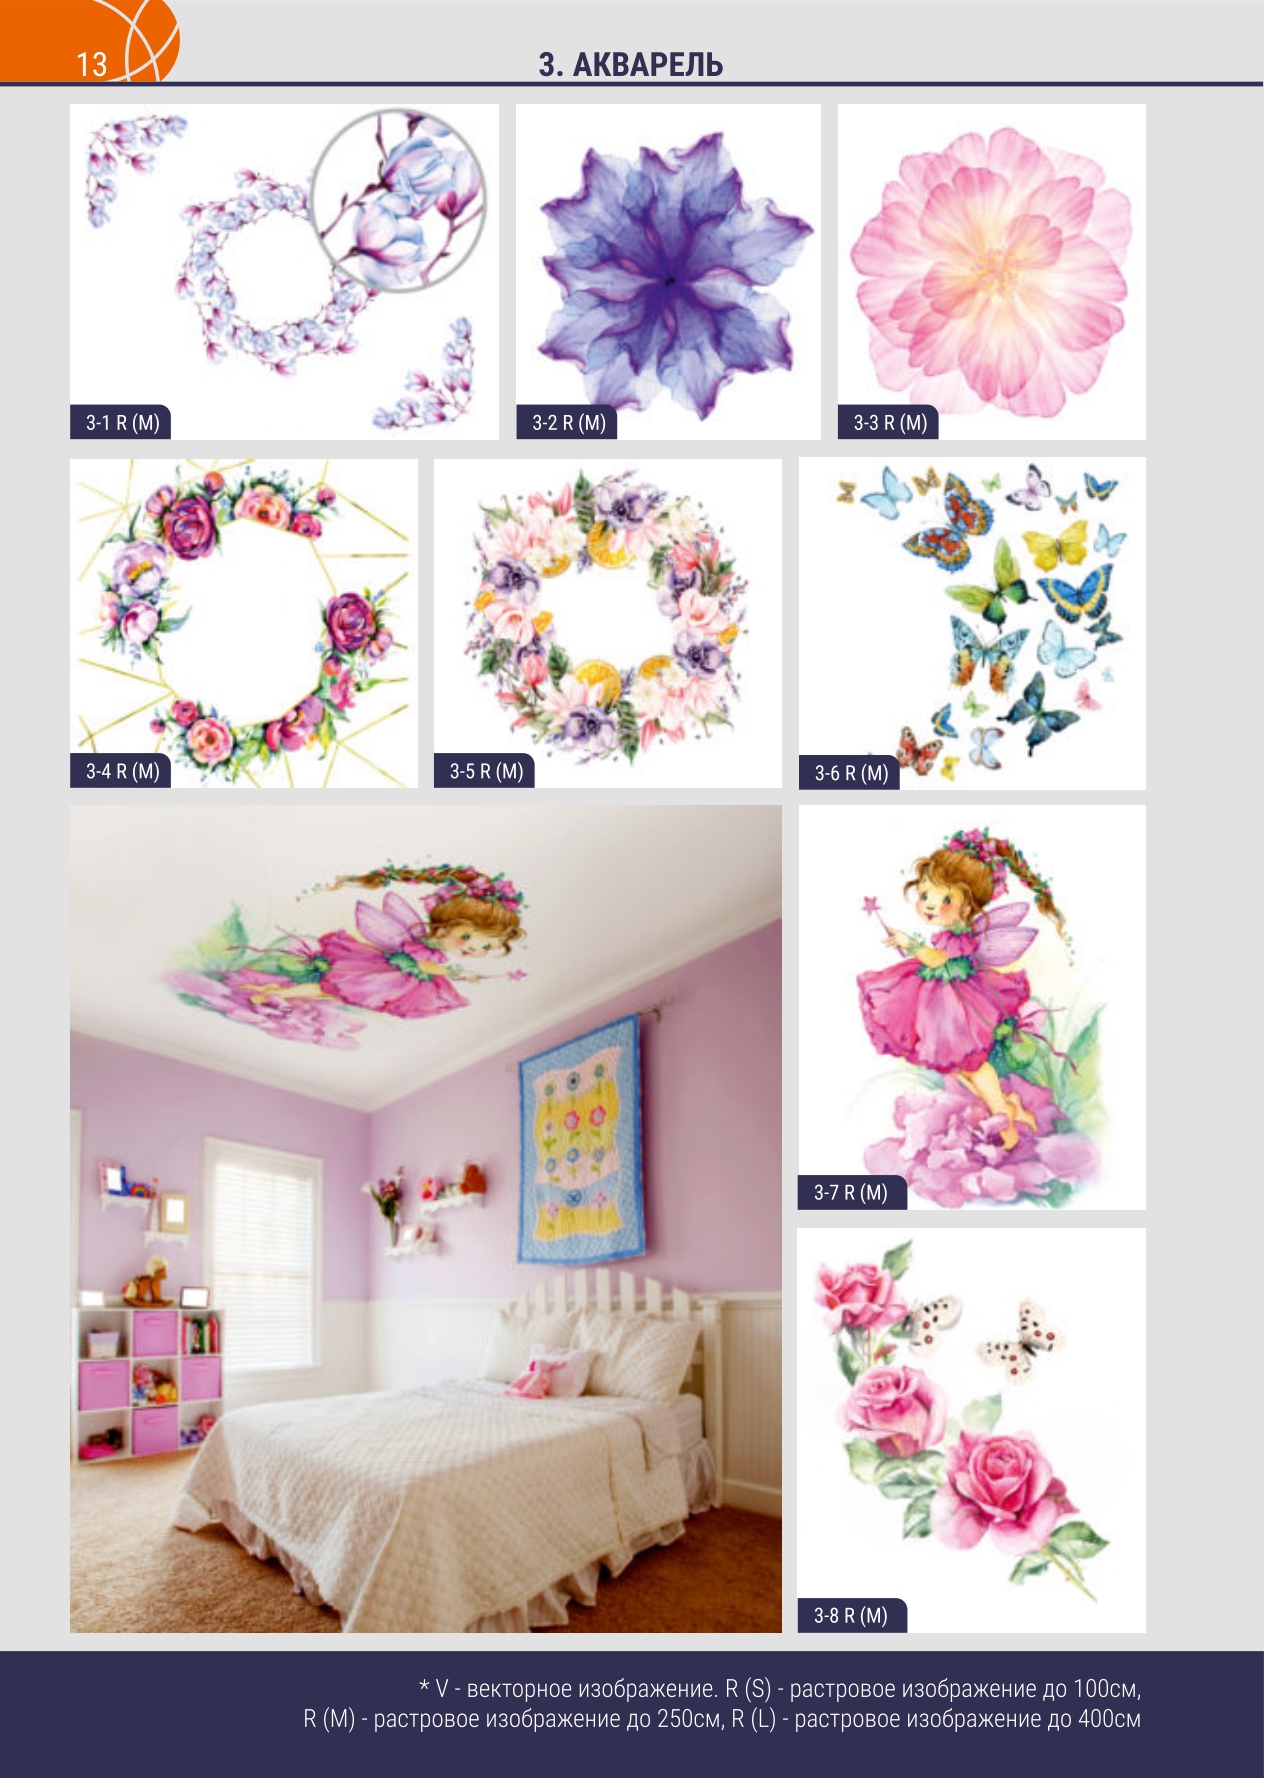 13
3. АКВАРЕЛЬ
3-1 R (M)
3-2 R (M)
3-3 R (M)
3-4 R (M)
3-5 R (M)
3-6 R (M)
3-7 R (M)
3-8 R (M)
* V - векторное изображение. R (S) - растровое изображение до 100см,
R (M) - растровое изображение до 250см, R (L) - растровое изображение до 400см